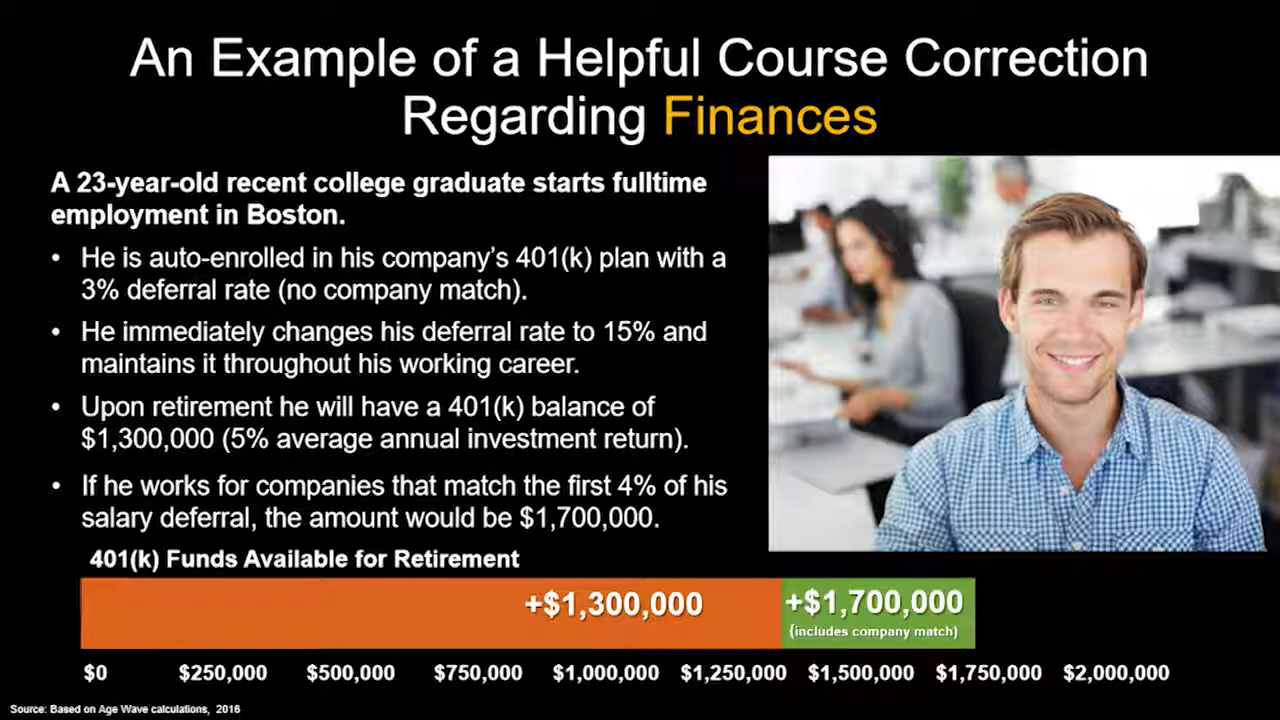 An Example of a Helpful Course Correction
Regarding Finances
A 23-year-old recent college graduate starts fulltime
employment in Boston.
• He is auto-enrolled in his company's 401(k) plan with a
3% deferral rate (no company match).
• He immediately changes his deferral rate to 15% and
maintains it throughout his working career.
• Upon retirement he will have a 401(k) balance of
$1,300,000 (5% average annual investment return).
• If he works for companies that match the first 4% of his
salary deferral, the amount would be $1,700,000.
401(k) Funds Available for Retirement
+$1,300,000
+$1,700,000
(includes company match)
$0 $250,000 $500,000 $750,000 $1,000,000 $1,250,000 $1,500,000 $1,750,000 $2,000,000
Source: Based on Age Wave calculations, 2016